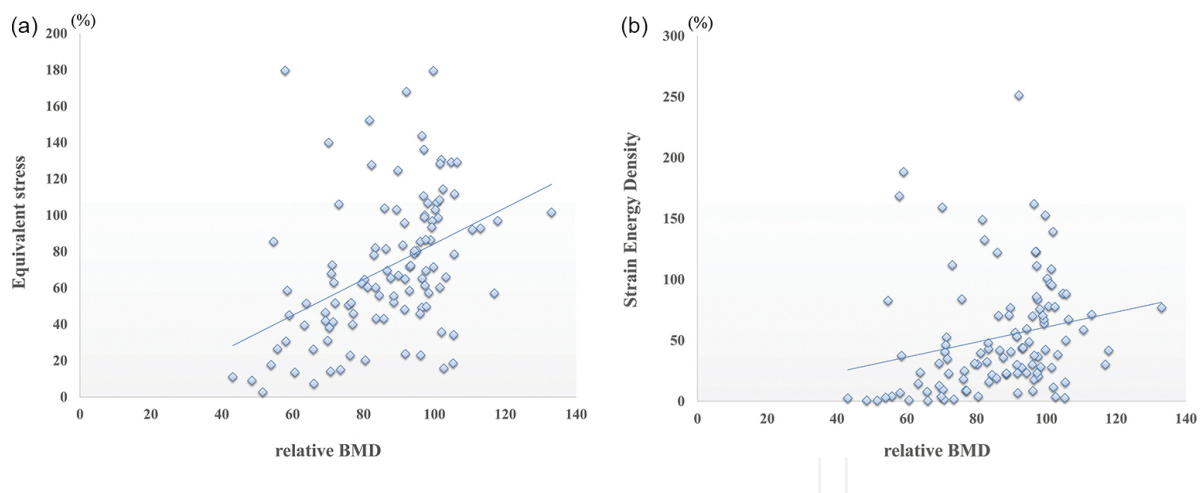 (a)
(%)
200
180
160
140
120
100
80
60
40
20
0
Equivalent stress
0 20 40 60 80 100 120 140
relative BMD
(b)
(%)
300
250
200
150
100
50
0
Strain Energy Density
0 20 40 60 80 100 120 140
relative BMD